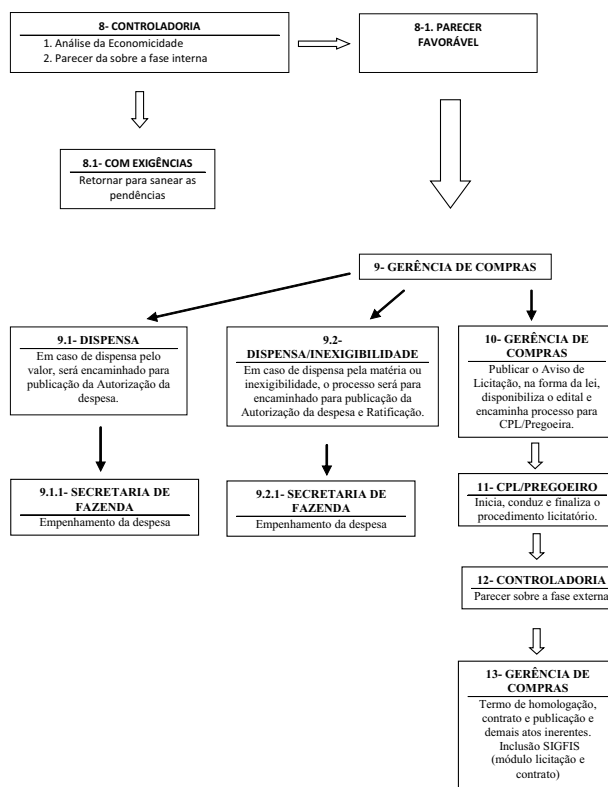 8- CONTROLADORIA
1. Análise da Economicidade
2. Parecer da sobre a fase interna
8-1. PARECER
FAVORÁVEL
8.1- COM EXIGÊNCIAS
Retornar para sanear as
pendências
9- GERÊNCIA DE COMPRAS
9.1- DISPENSA
Em caso de dispensa pelo
valor, será encaminhado para
publicação da Autorização da
despesa.
9.2-
DISPENSA/INEXIGIBILIDADE
Em caso de dispensa pela matéria ou
inexigibilidade, o processo será para
encaminhado para publicação da
Autorização da despesa e Ratificação.
10- GERÊNCIA DE
COMPRAS
Publicar o Aviso de
Licitação, na forma da lei,
disponibiliza o edital e
encaminha processo para
CPL/Pregoeira.
9.1.1- SECRETARIA DE
FAZENDA
Empenhamento da despesa
9.2.1- SECRETARIA DE
FAZENDA
Empenhamento da despesa
11- CPL/PREGOEIRO
Inicia, conduz e finaliza o
procedimento licitatório.
12- CONTROLADORIA
Parecer sobre a fase externa
13- GERÊNCIA DE
COMPRAS
Termo de homologação,
contrato e publicação e
demais atos inerentes.
Inclusão SIGFIS
(módulo licitação e
contrato)